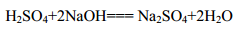 H₂SO₄+2NaOH=== Na₂SO₄+2H₂O